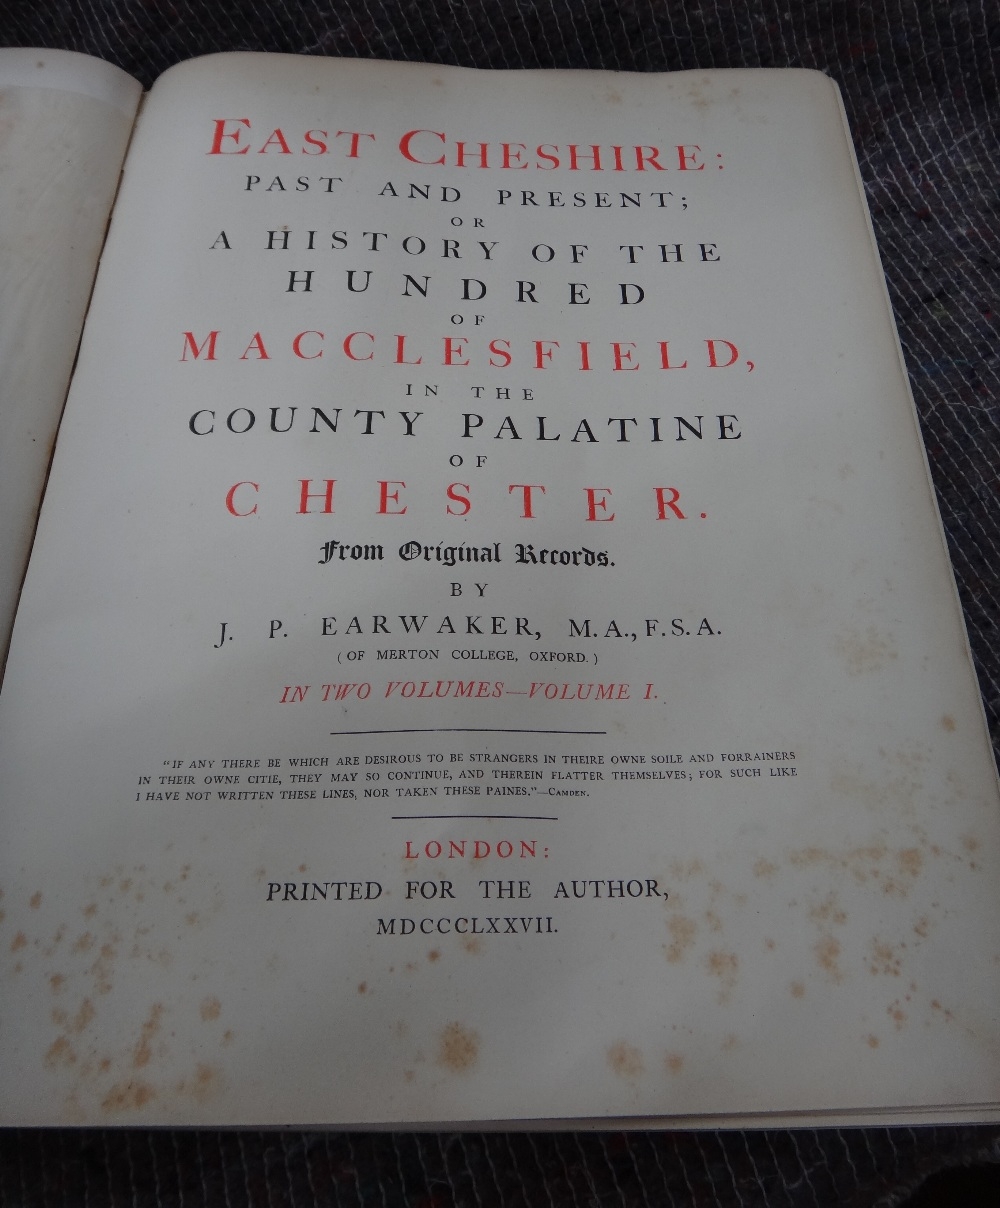 EAST CHESHIRE:
PAST AND PRESENT;
OR
A HISTORY OF THE
HUNDRED
OF
MACCLESFIELD,
IN THE
COUNTY PALATINE
OF
CHESTER.
From Original Records.
BY
J. P. EARWAKER, M.A., F.S.A.
(OF MERTON COLLEGE, OXFORD.)
IN TWO VOLUMES—VOLUME I.
"IF ANY THERE BE WHICH ARE DESIROUS TO BE STRANGERS IN THEIRE OWNE SOILE AND FORRAINERS
IN THEIR OWNE CITIE, THEY MAY SO CONTINUE, AND THEREIN FLATTER THEMSELVES; FOR SUCH LIKE
I HAVE NOT WRITTEN THESE LINES, NOR TAKEN THESE PAINES."—CAMDEN.
LONDON:
PRINTED FOR THE AUTHOR,
MDCCCLXXVII.